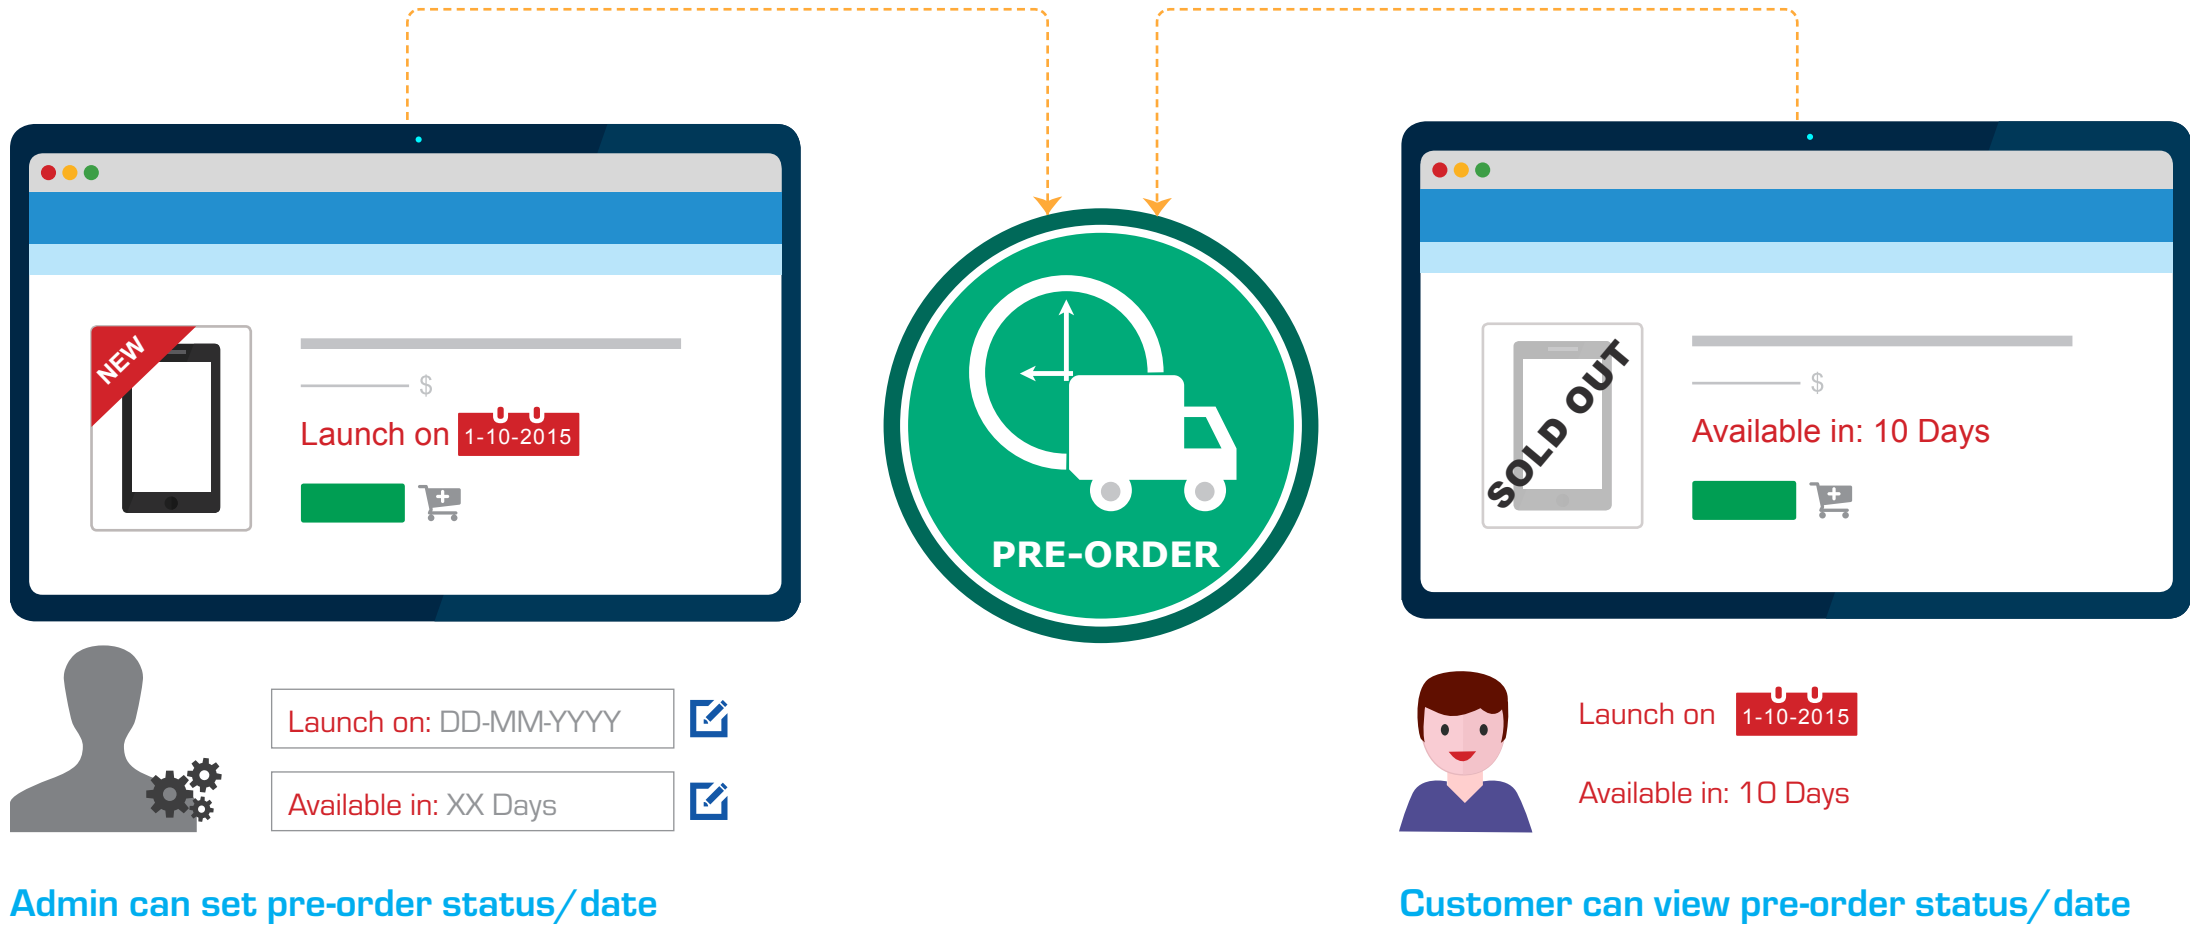 NEW
$
Launch on 1-10-2015
PRE-ORDER
SOLD OUT
$
Available in: 10 Days
Launch on: DD-MM-YYYY
Available in: XX Days
Launch on 1-10-2015
Available in: 10 Days
Admin can set pre-order status/date
Customer can view pre-order status/date